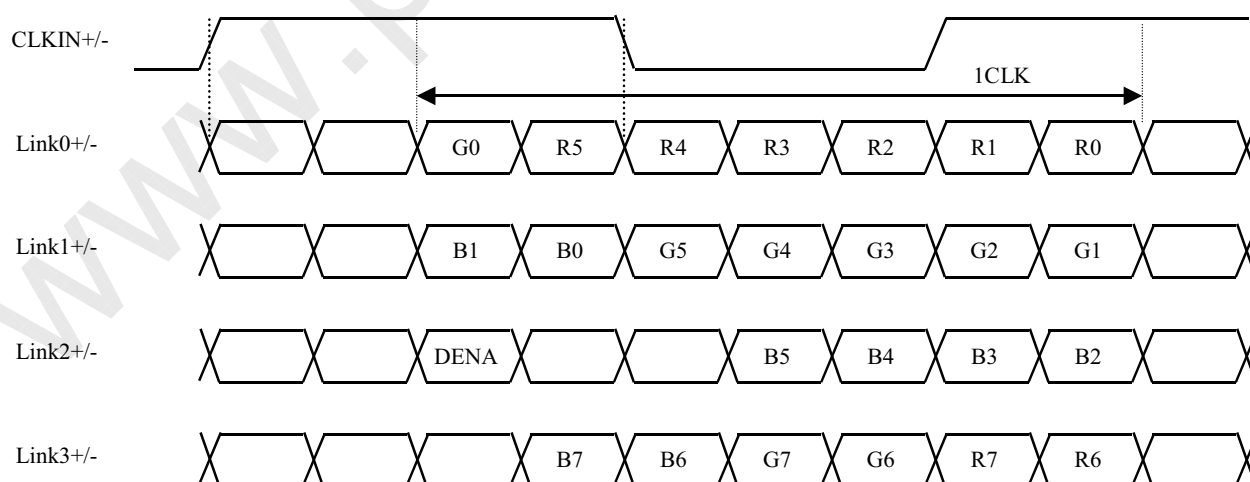 CLKIN+/-
1CLK
Link0+/- G0 R5 R4 R3 R2 R1 R0
Link1+/- B1 B0 G5 G4 G3 G2 G1
Link2+/- DENA B5 B4 B3 B2
Link3+/- B7 B6 G7 G6 R7 R6